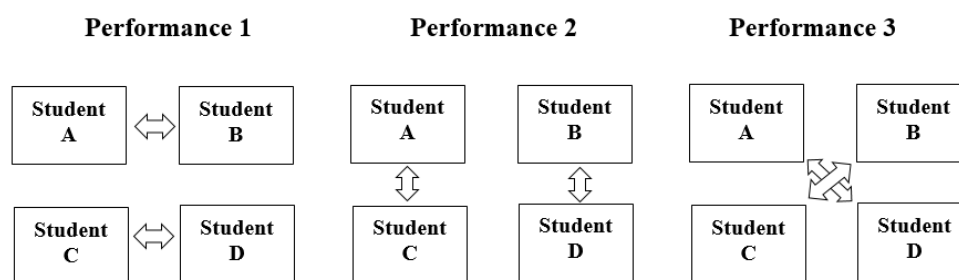 Performance 1
Performance 2
Performance 3
Student
A
Student
B
Student
A
Student
B
Student
A
Student
B
Student
C
Student
D
Student
C
Student
D
Student
C
Student
D